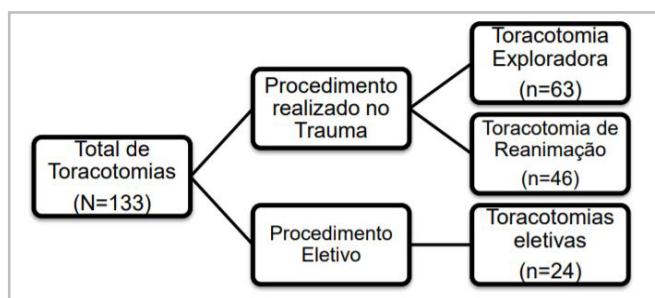 Total de
Toracotomias
(N=133)
Procedimento
realizado no
Trauma
Procedimento
Eletivo
Toracotomia
Exploradora
(n=63)
Toracotomia de
Reanimação
(n=46)
Toracotomias
eletivas
(n=24)